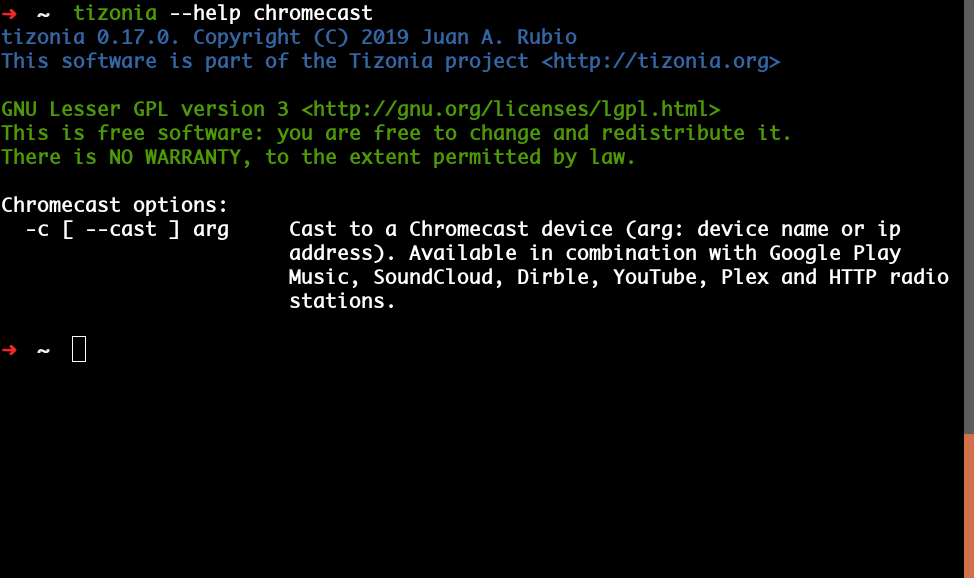 ➜  ~  tizonia --help chromecast
tizonia 0.17.0. Copyright (C) 2019 Juan A. Rubio
This software is part of the Tizonia project <http://tizonia.org>
GNU Lesser GPL version 3 <http://gnu.org/licenses/lgpl.html>
This is free software: you are free to change and redistribute it.
There is NO WARRANTY, to the extent permitted by law.
Chromecast options:
-c [ --cast ] arg     Cast to a Chromecast device (arg: device name or ip
address). Available in combination with Google Play
Music, SoundCloud, Dirble, YouTube, Plex and HTTP radio
stations.
➜  ~